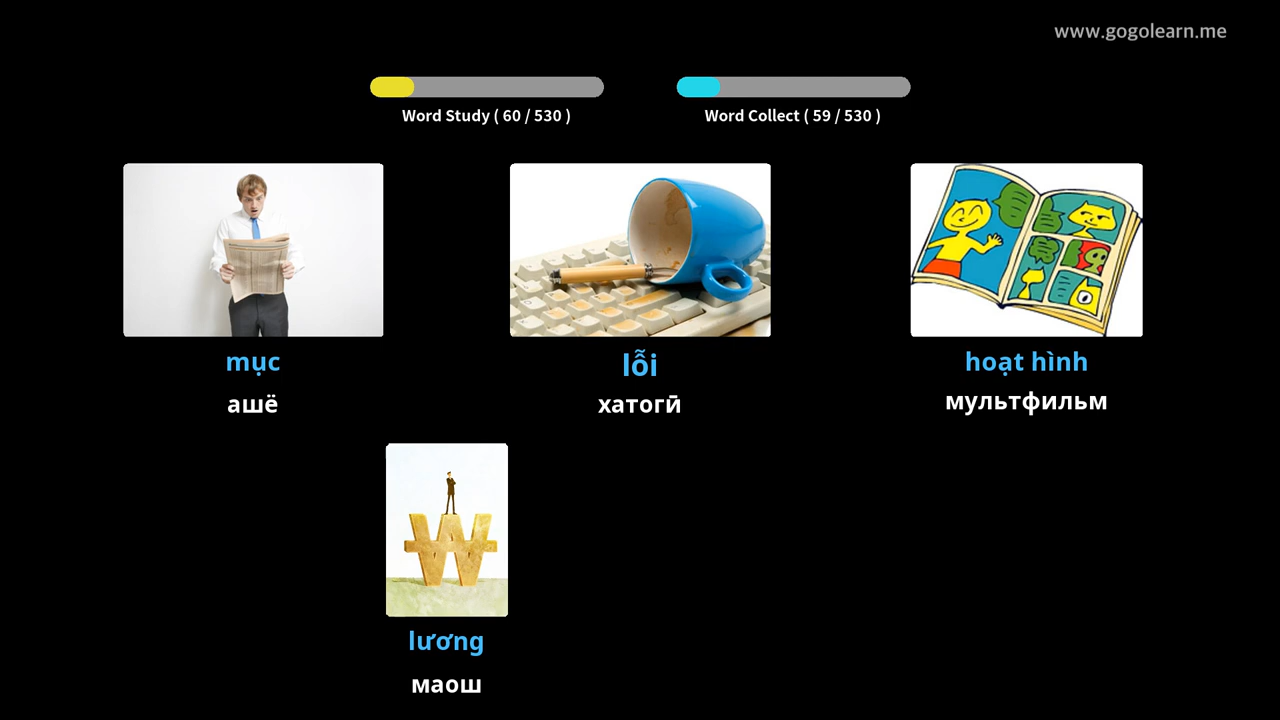 www.gogolearn.me
Word Study ( 60 / 530 )
Word Collect ( 59 / 530 )
mục
ашё
lỗi
хатогӣ
hoạt hình
мультфильм
lương
маош